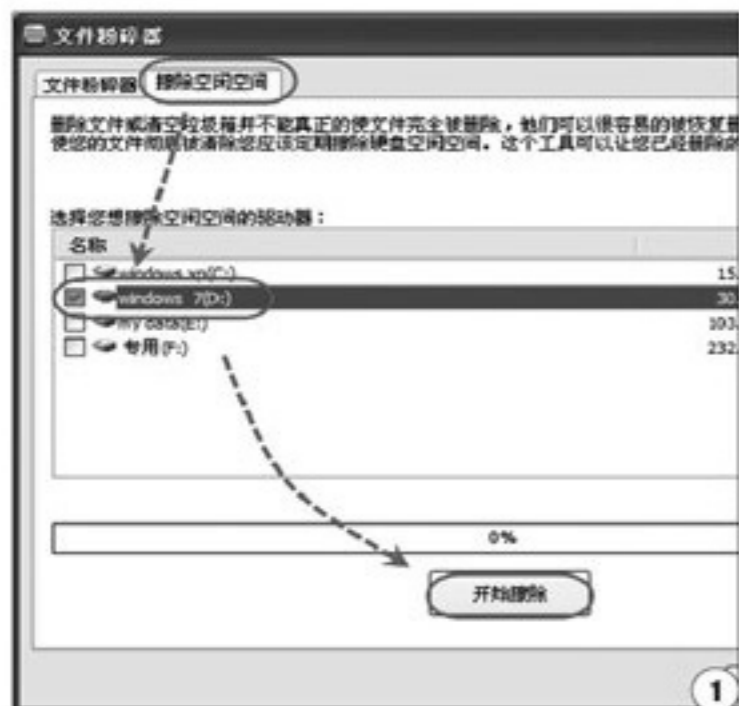 文件粉碎器
文件粉碎器 擦除空闲空间
删除文件或清空垃圾箱并不能真正的使文件完全被删除，他们可以很容易的被恢复
使您的文件彻底被清除您应该定期擦除硬盘空闲空间。这个工具可以让您已经删除的
选择您想擦除空闲空间的驱动器：
名称
windows xp(C:) 15.
windows 7(D:) 30.
my data(E:) 103.
专用(F:) 232.
0%
开始擦除
1